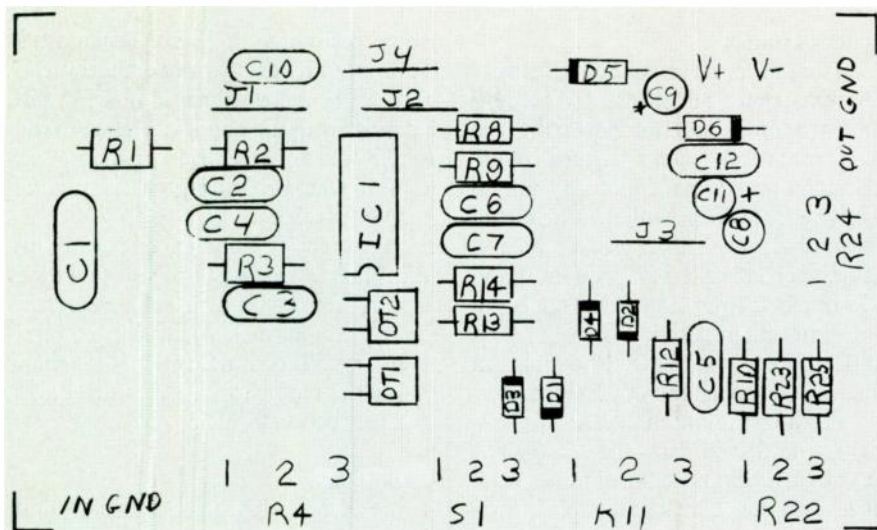 C10
J4
D5
V+ V-
C9
+
J1
J2
D6
OUT GND
R1
R2
R8
R9
C12
C2
IC1
C6
C11 +
C4
C7
C8
J3
1 2 3
R24
C1
R3
R14
C3
OT2
R13
D4
D2
R12
C5
R10
R23
R25
OT1
D3
D1
1 2 3
1 2 3
1 2 3
1 2 3
IN GND
R4
S1
R11
R22